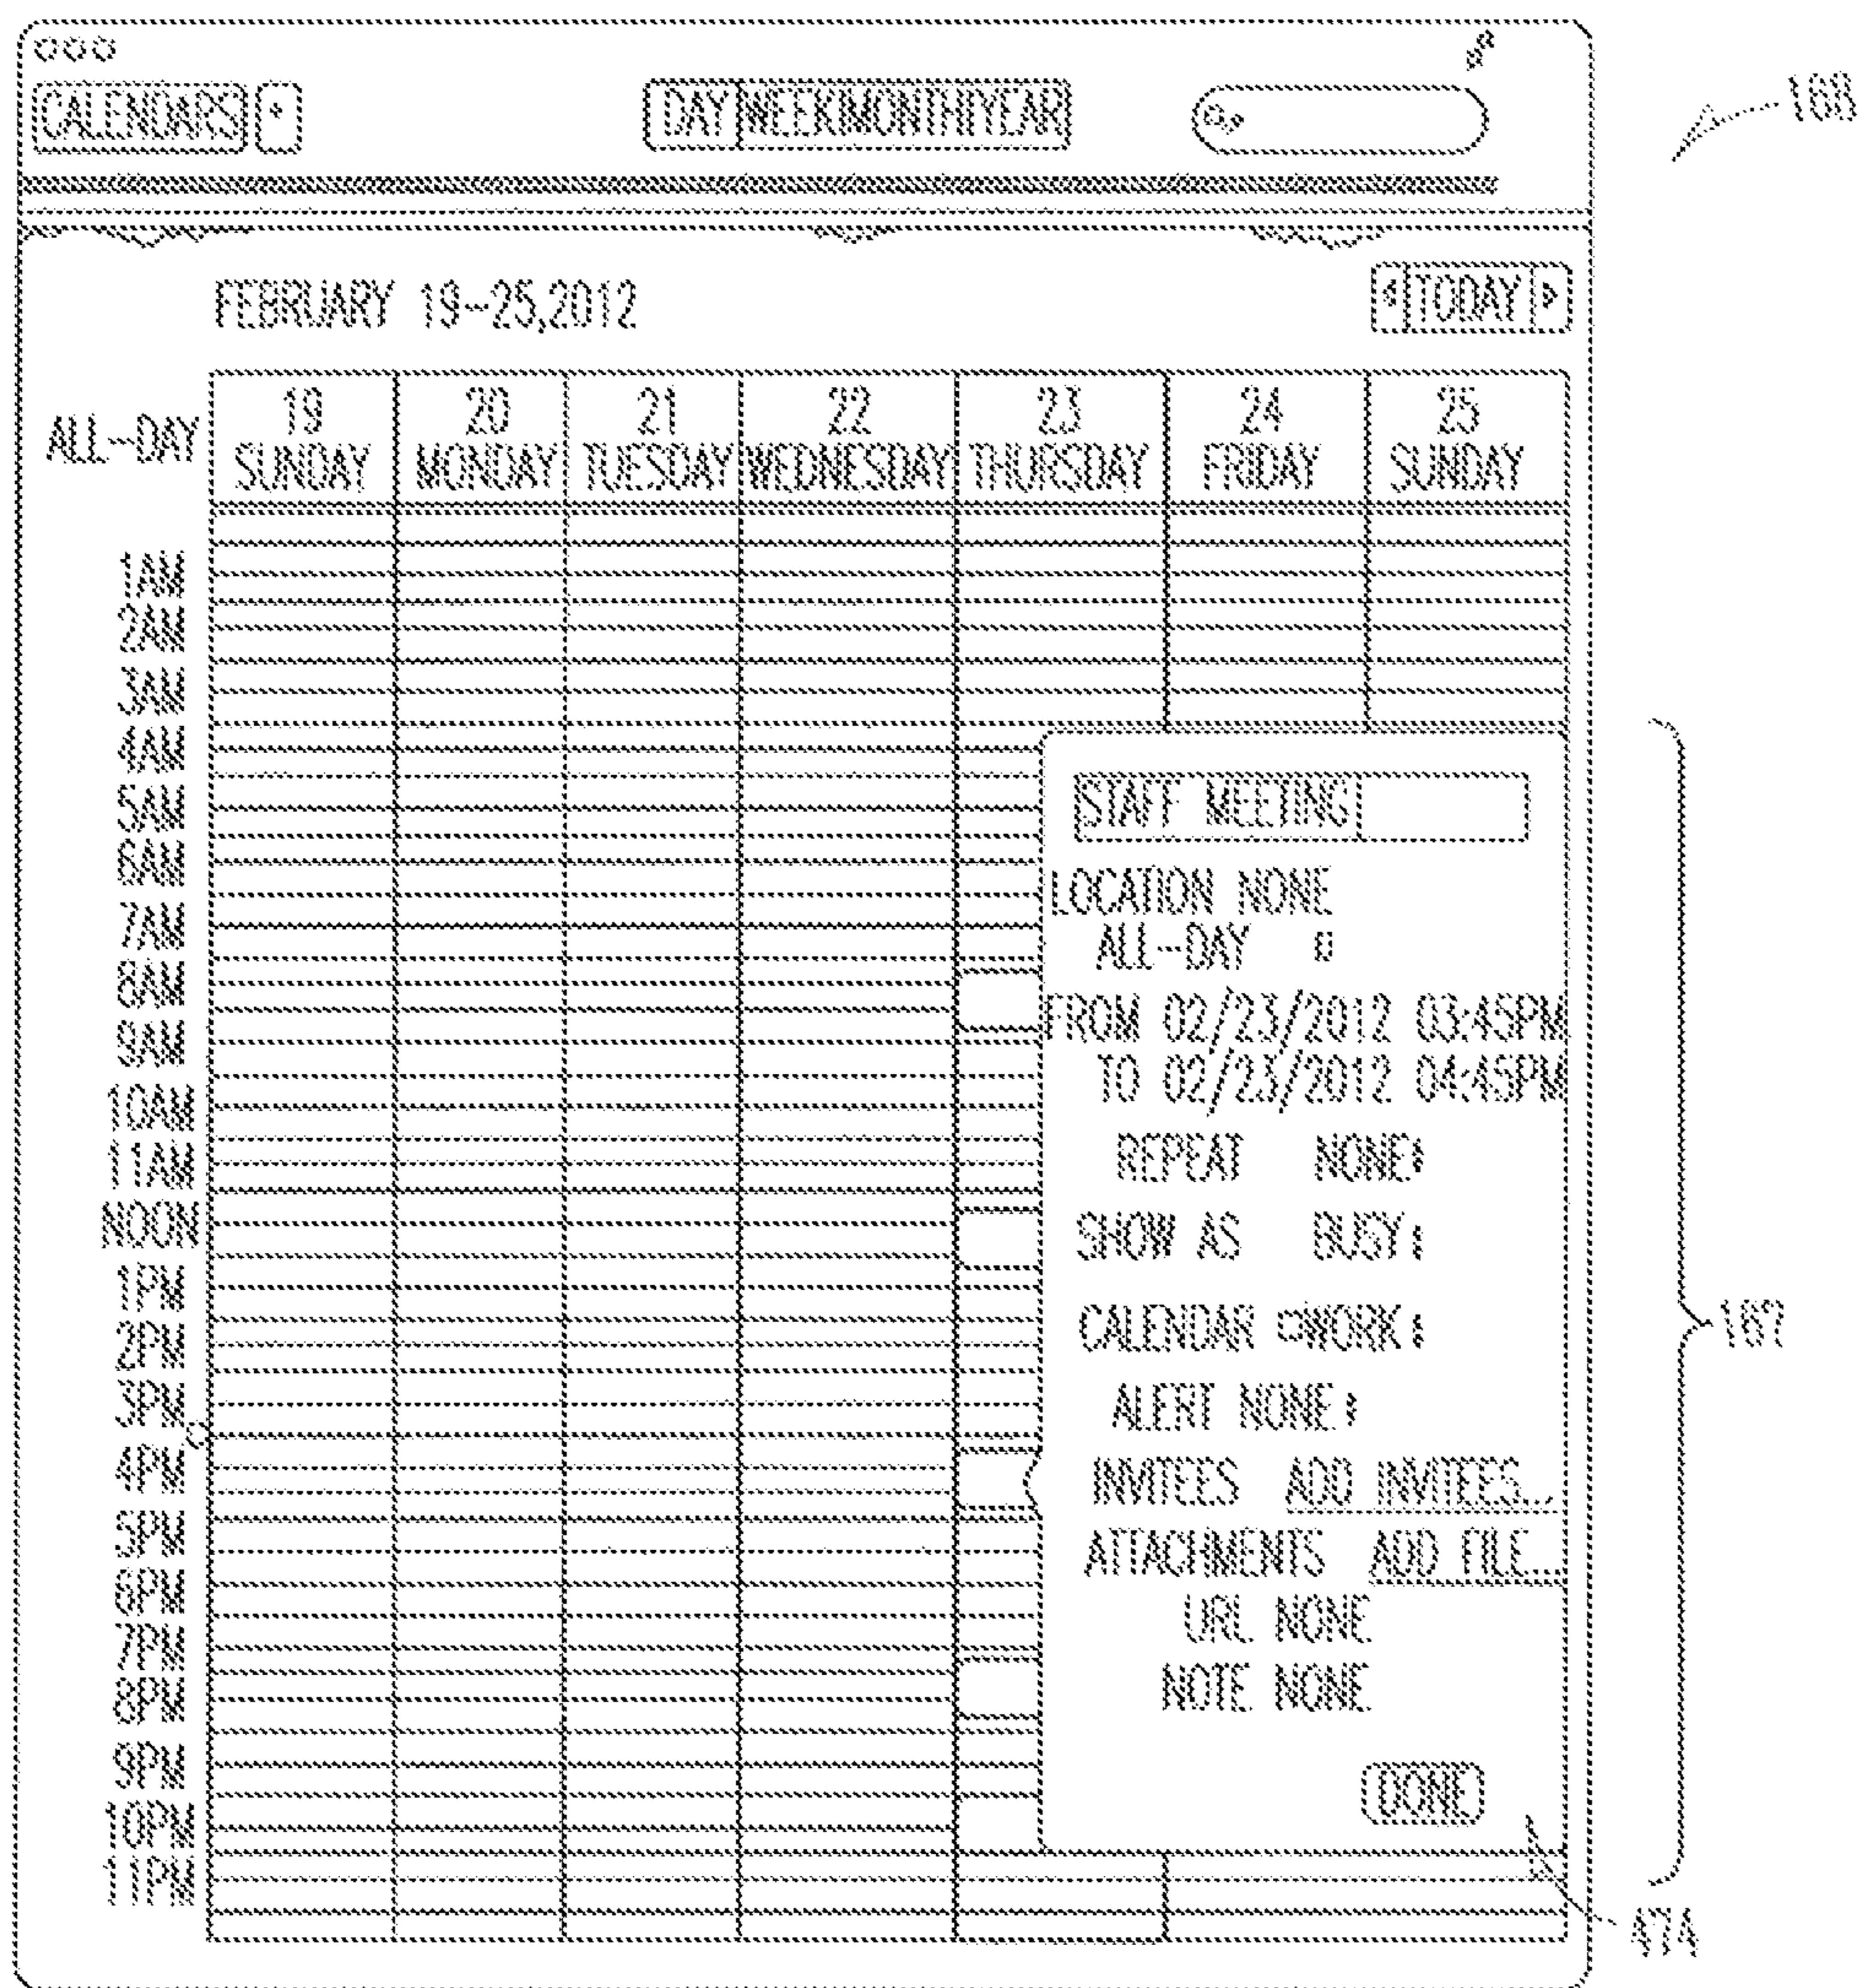 CALENDARS
DAY WEEK MONTH YEAR
168
FEBRUARY 19-25,2012
TODAY
ALL-DAY
19 SUNDAY
20 MONDAY
21 TUESDAY
22 WEDNESDAY
23 THURSDAY
24 FRIDAY
25 SUNDAY
1AM
2AM
3AM
4AM
5AM
6AM
7AM
8AM
9AM
10AM
11AM
NOON
1PM
2PM
3PM
4PM
5PM
6PM
7PM
8PM
9PM
10PM
11PM
STAFF MEETING
LOCATION NONE
ALL-DAY
FROM 02/23/2012 03:45PM
TO 02/23/2012 04:45PM
REPEAT NONE
SHOW AS BUSY
CALENDAR WORK
ALERT NONE
INVITEES ADD INVITEES...
ATTACHMENTS ADD FILE...
URL NONE
NOTE NONE
DONE
474